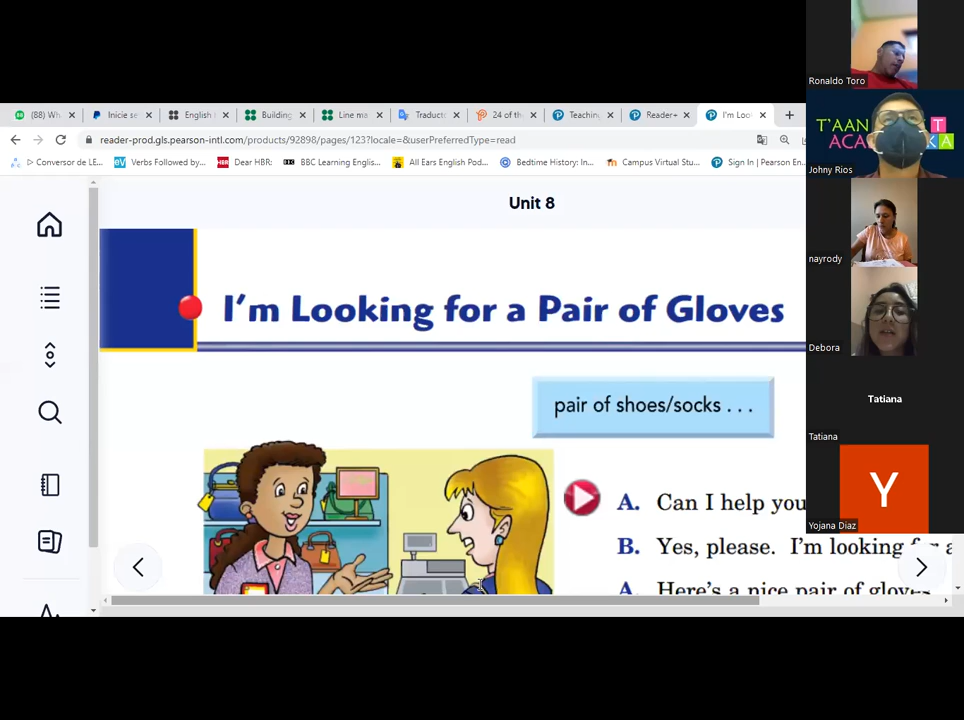 (88) Wh
Inicie se
English
Building
Line ma
Traducto
24 of th
Teaching
Reader+
I'm Loo
reader-prod.gls.pearson-intl.com/products/92898/pages/123?locale=&userPreferredType=read
Conversor de LE...
Verbs Followed by...
Dear HBR:
BBC Learning Englis...
All Ears English Pod...
Bedtime History: In...
Campus Virtual Stu...
Sign In | Pearson En...
Unit 8
I'm Looking for a Pair of Gloves
pair of shoes/socks . . .
A. Can I help you
B. Yes, please. I'm looking for a
A. Here's a nice pair of gloves
Ronaldo Toro
T'AAN
ACA
Johny Rios
nayrody
Debora
Tatiana
Tatiana
Y
Yojana Diaz